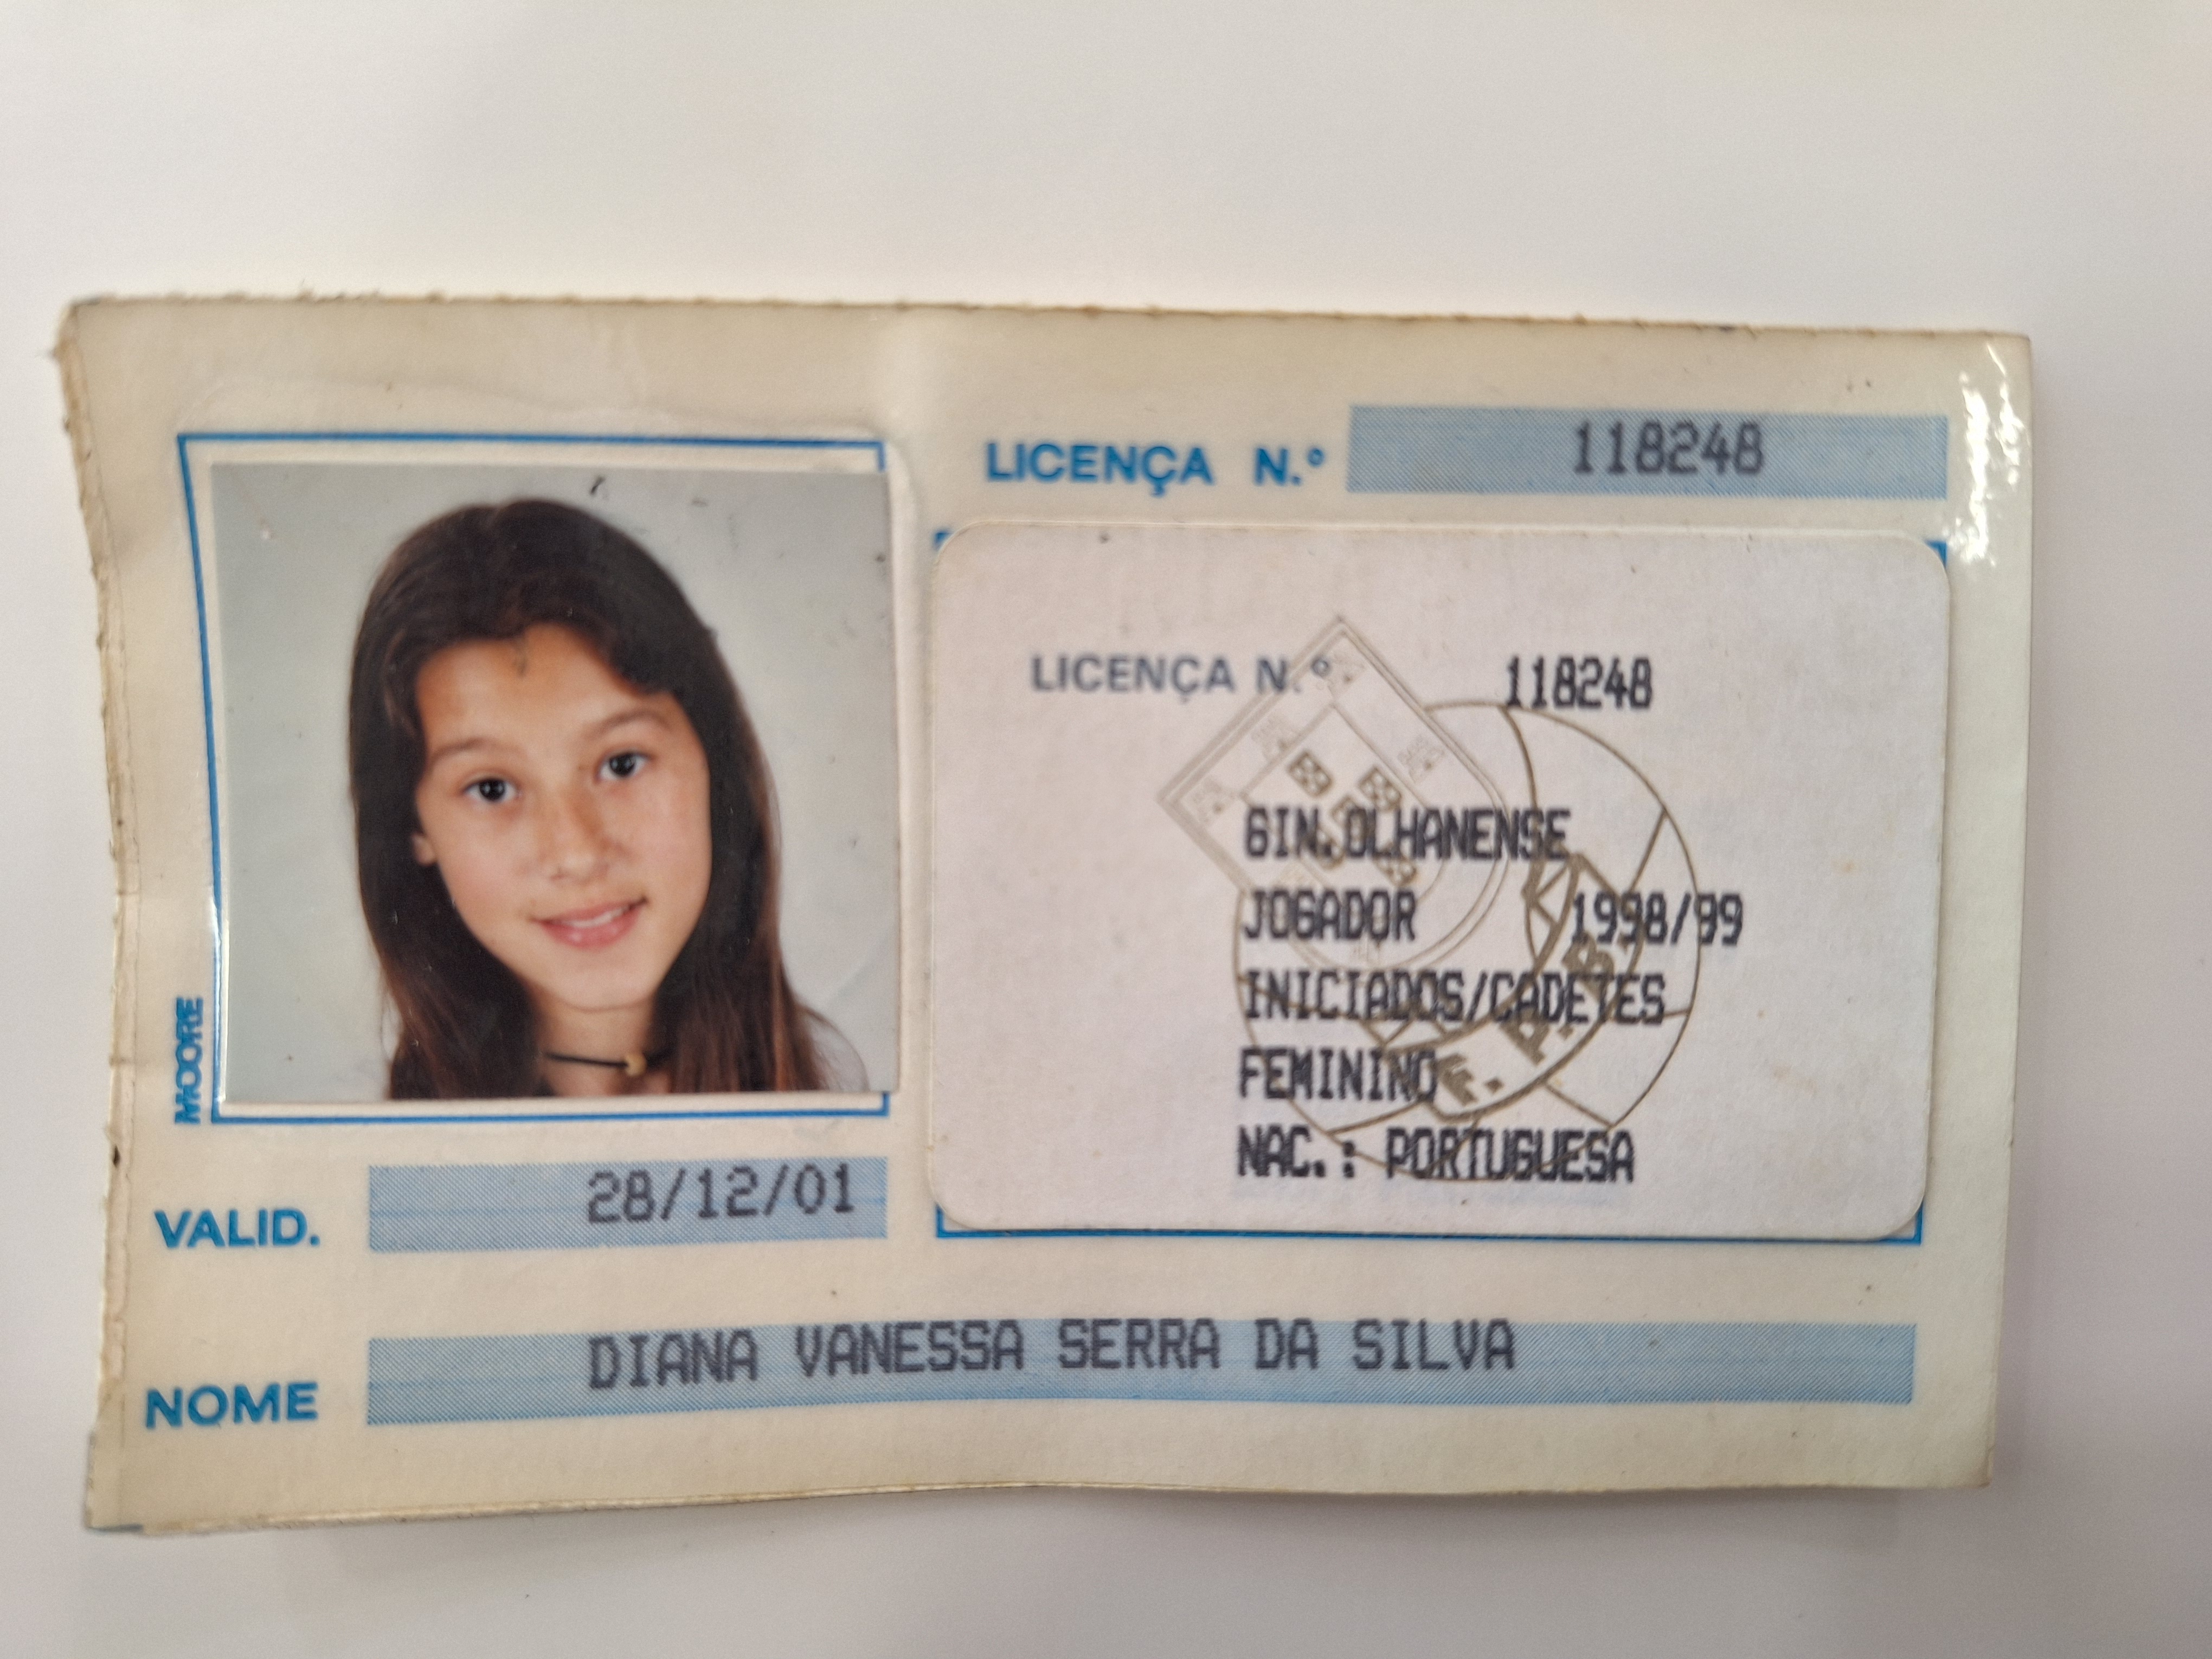 LICENÇA N.º 118248
LICENÇA N.º 118248
GIN.OLHANENSE
JOGADOR 1998/99
INICIADOS/CADETES
FEMININO
NAC.: PORTUGUESA
F. P. B.
MOORE
VALID. 28/12/01
NOME DIANA VANESSA SERRA DA SILVA